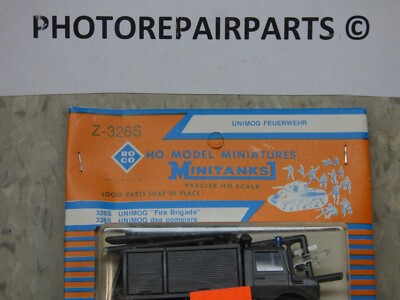 PHOTOREPAIRPARTS ©
Z-326S
UNIMOG FEUERWEHR
ROCO
HO MODEL MINIATURES
MINITANKS
PRECISE HO SCALE
LOOSE PARTS SNAP IN PLACE
326S UNIMOG "Fire Brigade"
326S UNIMOG des pompiers